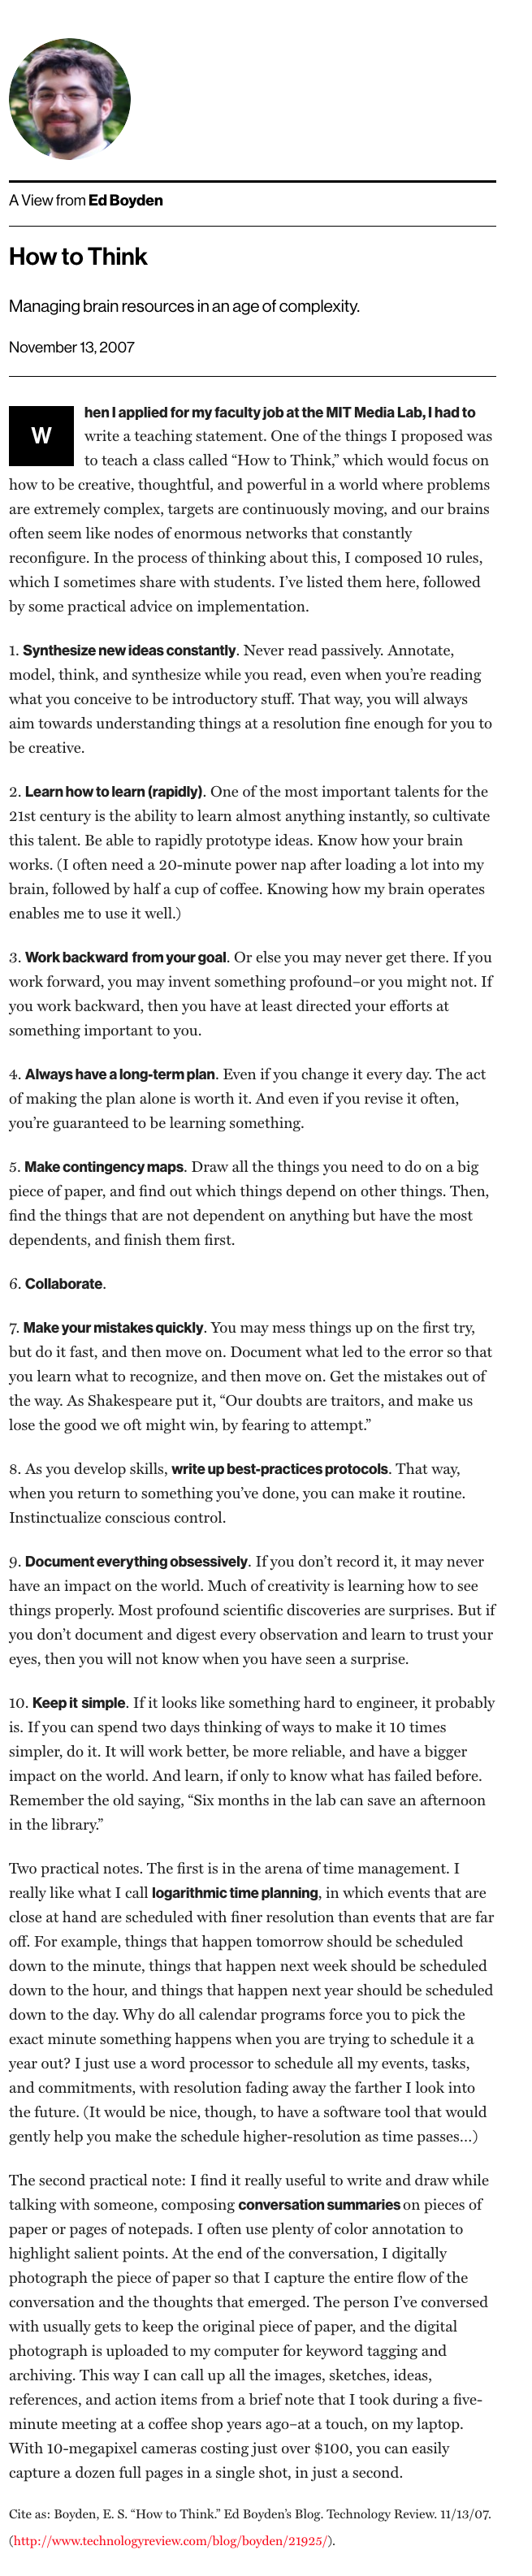 A View from Ed Boyden
How to Think
Managing brain resources in an age of complexity.
November 13, 2007
When I applied for my faculty job at the MIT Media Lab, I had to
write a teaching statement. One of the things I proposed was
to teach a class called “How to Think,” which would focus on
how to be creative, thoughtful, and powerful in a world where problems
are extremely complex, targets are continuously moving, and our brains
often seem like nodes of enormous networks that constantly
reconfigure. In the process of thinking about this, I composed 10 rules,
which I sometimes share with students. I’ve listed them here, followed
by some practical advice on implementation.
1. Synthesize new ideas constantly. Never read passively. Annotate,
model, think, and synthesize while you read, even when you’re reading
what you conceive to be introductory stuff. That way, you will always
aim towards understanding things at a resolution fine enough for you to
be creative.
2. Learn how to learn (rapidly). One of the most important talents for the
21st century is the ability to learn almost anything instantly, so cultivate
this talent. Be able to rapidly prototype ideas. Know how your brain
works. (I often need a 20-minute power nap after loading a lot into my
brain, followed by half a cup of coffee. Knowing how my brain operates
enables me to use it well.)
3. Work backward from your goal. Or else you may never get there. If you
work forward, you may invent something profound–or you might not. If
you work backward, then you have at least directed your efforts at
something important to you.
4. Always have a long-term plan. Even if you change it every day. The act
of making the plan alone is worth it. And even if you revise it often,
you’re guaranteed to be learning something.
5. Make contingency maps. Draw all the things you need to do on a big
piece of paper, and find out which things depend on other things. Then,
find the things that are not dependent on anything but have the most
dependents, and finish them first.
6. Collaborate.
7. Make your mistakes quickly. You may mess things up on the first try,
but do it fast, and then move on. Document what led to the error so that
you learn what to recognize, and then move on. Get the mistakes out of
the way. As Shakespeare put it, “Our doubts are traitors, and make us
lose the good we oft might win, by fearing to attempt.”
8. As you develop skills, write up best-practices protocols. That way,
when you return to something you’ve done, you can make it routine.
Instinctualize conscious control.
9. Document everything obsessively. If you don’t record it, it may never
have an impact on the world. Much of creativity is learning how to see
things properly. Most profound scientific discoveries are surprises. But if
you don’t document and digest every observation and learn to trust your
eyes, then you will not know when you have seen a surprise.
10. Keep it simple. If it looks like something hard to engineer, it probably
is. If you can spend two days thinking of ways to make it 10 times
simpler, do it. It will work better, be more reliable, and have a bigger
impact on the world. And learn, if only to know what has failed before.
Remember the old saying, “Six months in the lab can save an afternoon
in the library.”
Two practical notes. The first is in the arena of time management. I
really like what I call logarithmic time planning, in which events that are
close at hand are scheduled with finer resolution than events that are far
off. For example, things that happen tomorrow should be scheduled
down to the minute, things that happen next week should be scheduled
down to the hour, and things that happen next year should be scheduled
down to the day. Why do all calendar programs force you to pick the
exact minute something happens when you are trying to schedule it a
year out? I just use a word processor to schedule all my events, tasks,
and commitments, with resolution fading away the farther I look into
the future. (It would be nice, though, to have a software tool that would
gently help you make the schedule higher-resolution as time passes…)
The second practical note: I find it really useful to write and draw while
talking with someone, composing conversation summaries on pieces of
paper or pages of notepads. I often use plenty of color annotation to
highlight salient points. At the end of the conversation, I digitally
photograph the piece of paper so that I capture the entire flow of the
conversation and the thoughts that emerged. The person I’ve conversed
with usually gets to keep the original piece of paper, and the digital
photograph is uploaded to my computer for keyword tagging and
archiving. This way I can call up all the images, sketches, ideas,
references, and action items from a brief note that I took during a five-
minute meeting at a coffee shop years ago–at a touch, on my laptop.
With 10-megapixel cameras costing just over $100, you can easily
capture a dozen full pages in a single shot, in just a second.
Cite as: Boyden, E. S. “How to Think.” Ed Boyden’s Blog. Technology Review. 11/13/07.
(http://www.technologyreview.com/blog/boyden/21925/).